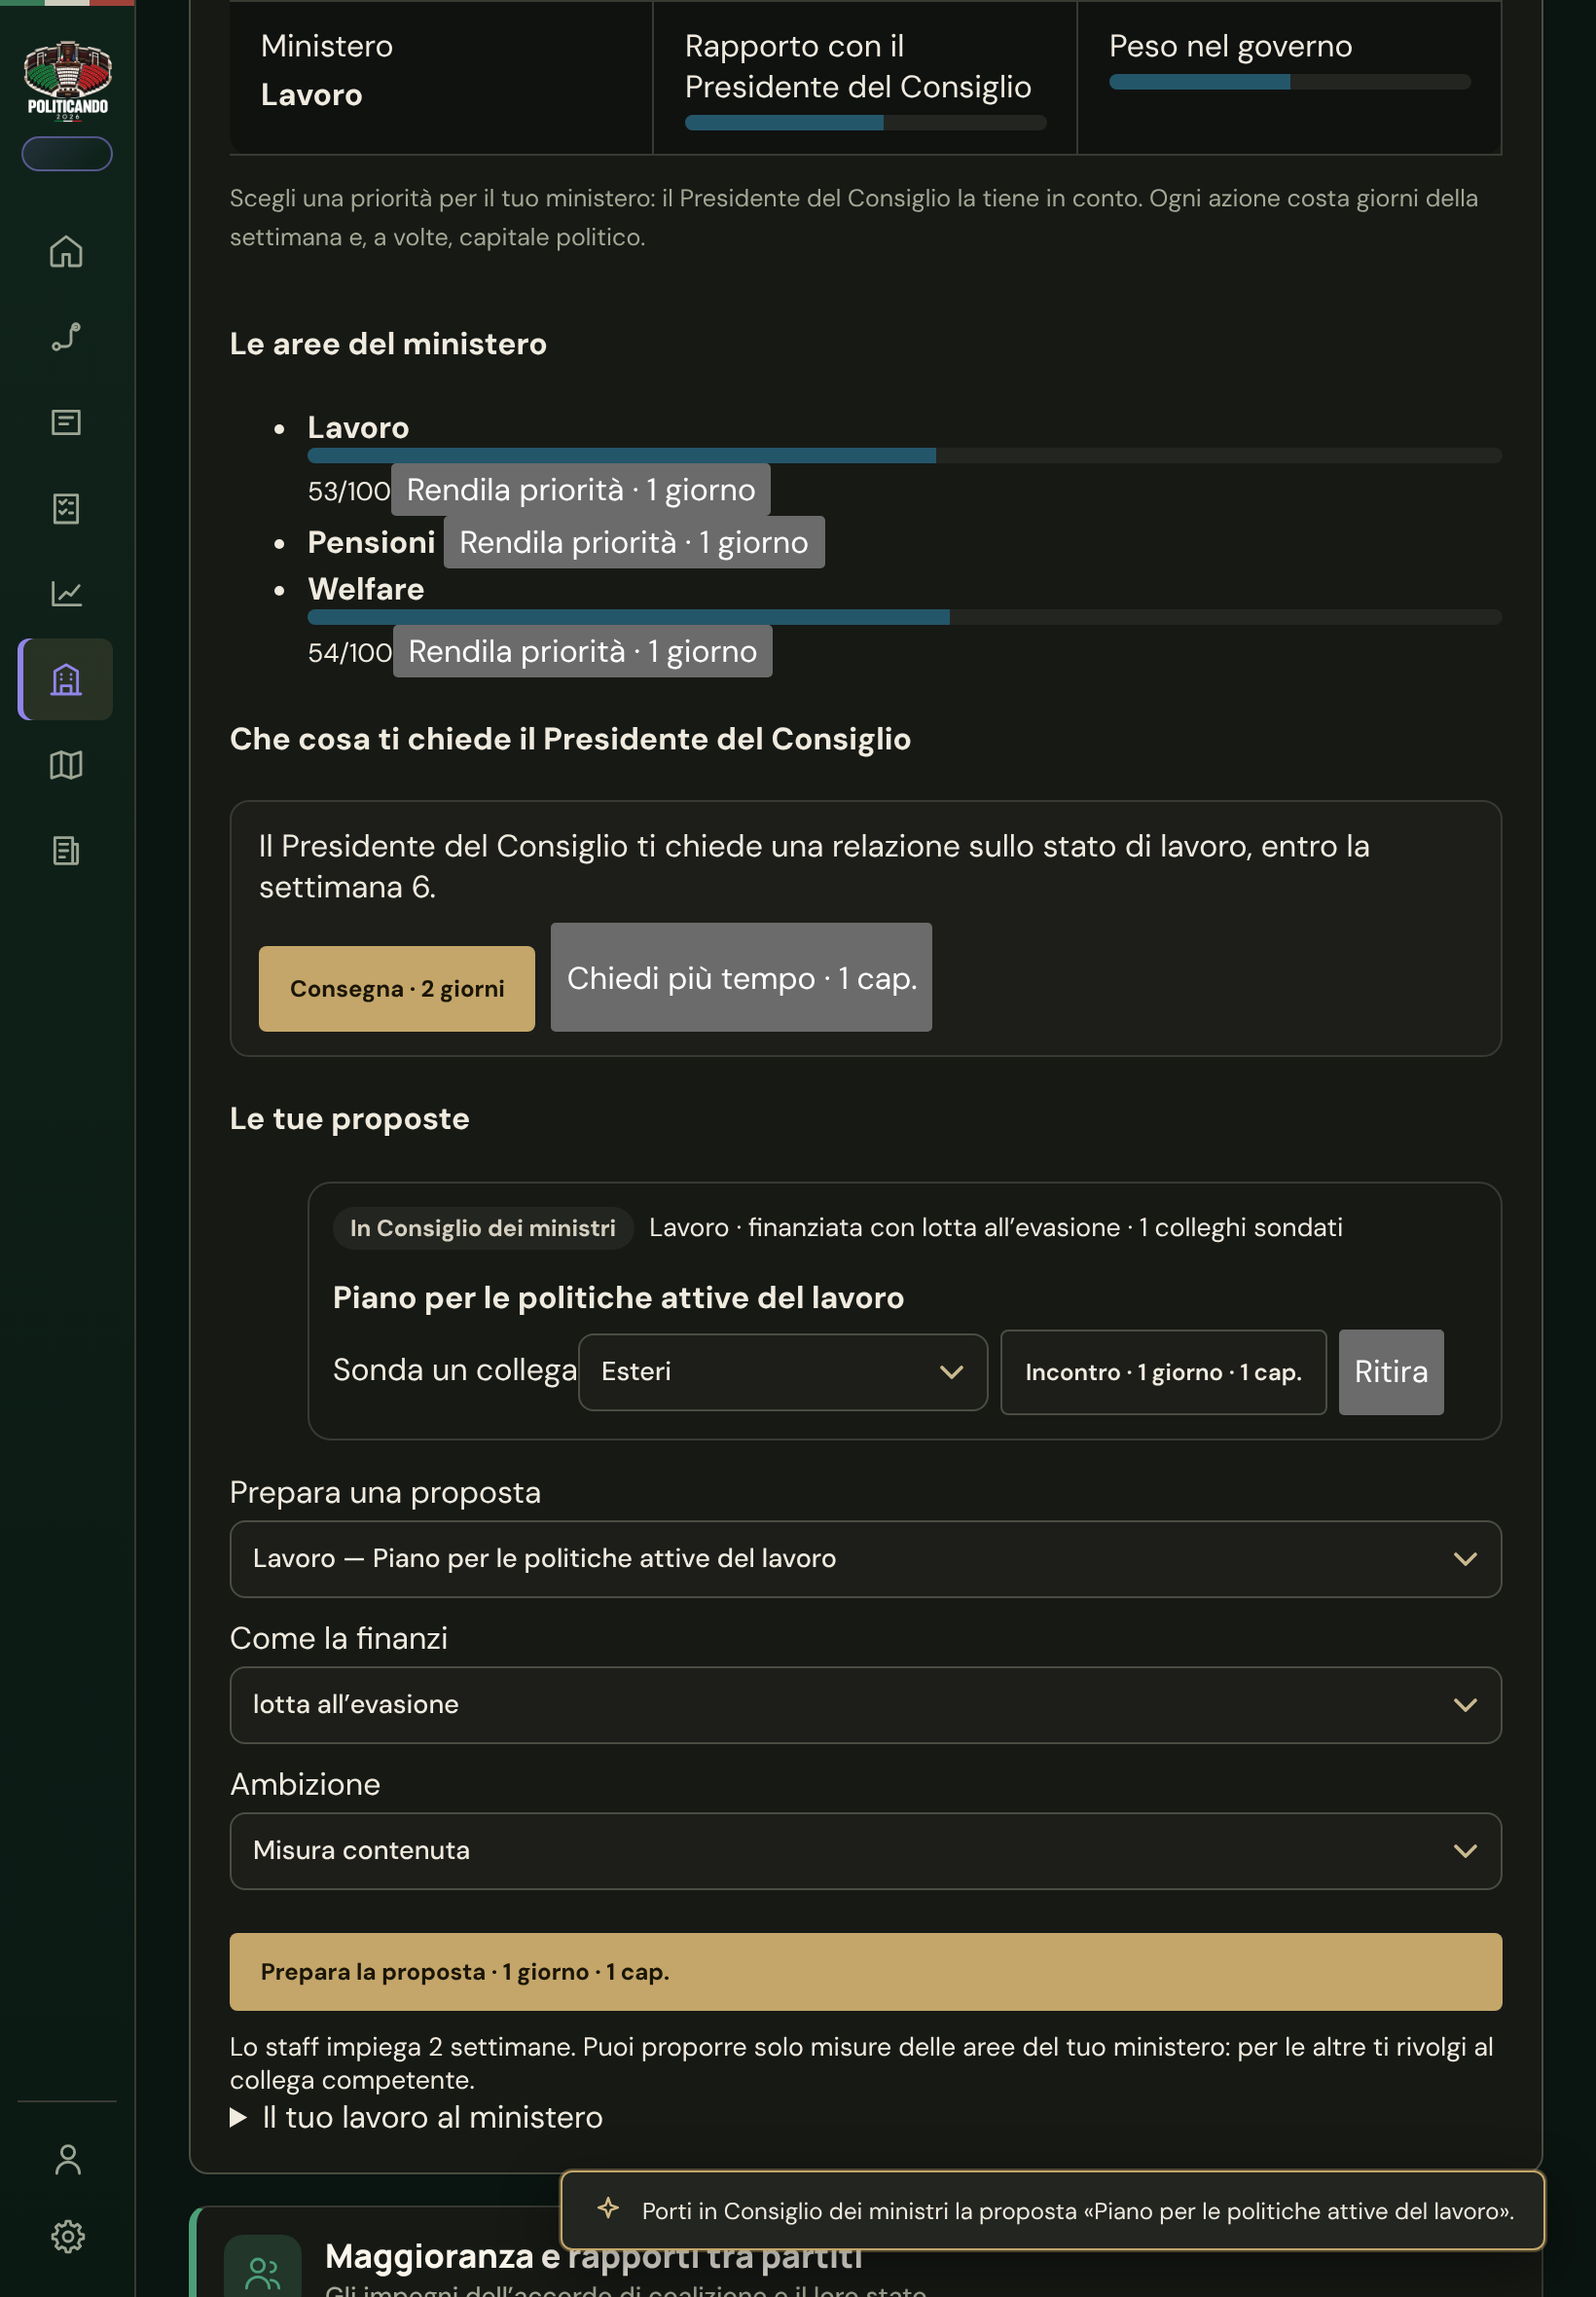 POLITICANDO
2026
Ministero
Lavoro
Rapporto con il
Presidente del Consiglio
Peso nel governo
Scegli una priorità per il tuo ministero: il Presidente del Consiglio la tiene in conto. Ogni azione costa giorni della
settimana e, a volte, capitale politico.
Le aree del ministero
Lavoro
53/100 Rendila priorità · 1 giorno
Pensioni Rendila priorità · 1 giorno
Welfare
54/100 Rendila priorità · 1 giorno
Che cosa ti chiede il Presidente del Consiglio
Il Presidente del Consiglio ti chiede una relazione sullo stato di lavoro, entro la
settimana 6.
Consegna · 2 giorni Chiedi più tempo · 1 cap.
Le tue proposte
In Consiglio dei ministri Lavoro · finanziata con lotta all’evasione · 1 colleghi sondati
Piano per le politiche attive del lavoro
Sonda un collega Esteri Incontro · 1 giorno · 1 cap. Ritira
Prepara una proposta
Lavoro — Piano per le politiche attive del lavoro
Come la finanzi
lotta all’evasione
Ambizione
Misura contenuta
Prepara la proposta · 1 giorno · 1 cap.
Lo staff impiega 2 settimane. Puoi proporre solo misure delle aree del tuo ministero: per le altre ti rivolgi al
collega competente.
Il tuo lavoro al ministero
Porti in Consiglio dei ministri la proposta «Piano per le politiche attive del lavoro».
Maggioranza e rapporti tra partiti
Gli impegni dell’accordo di coalizione e il loro stato